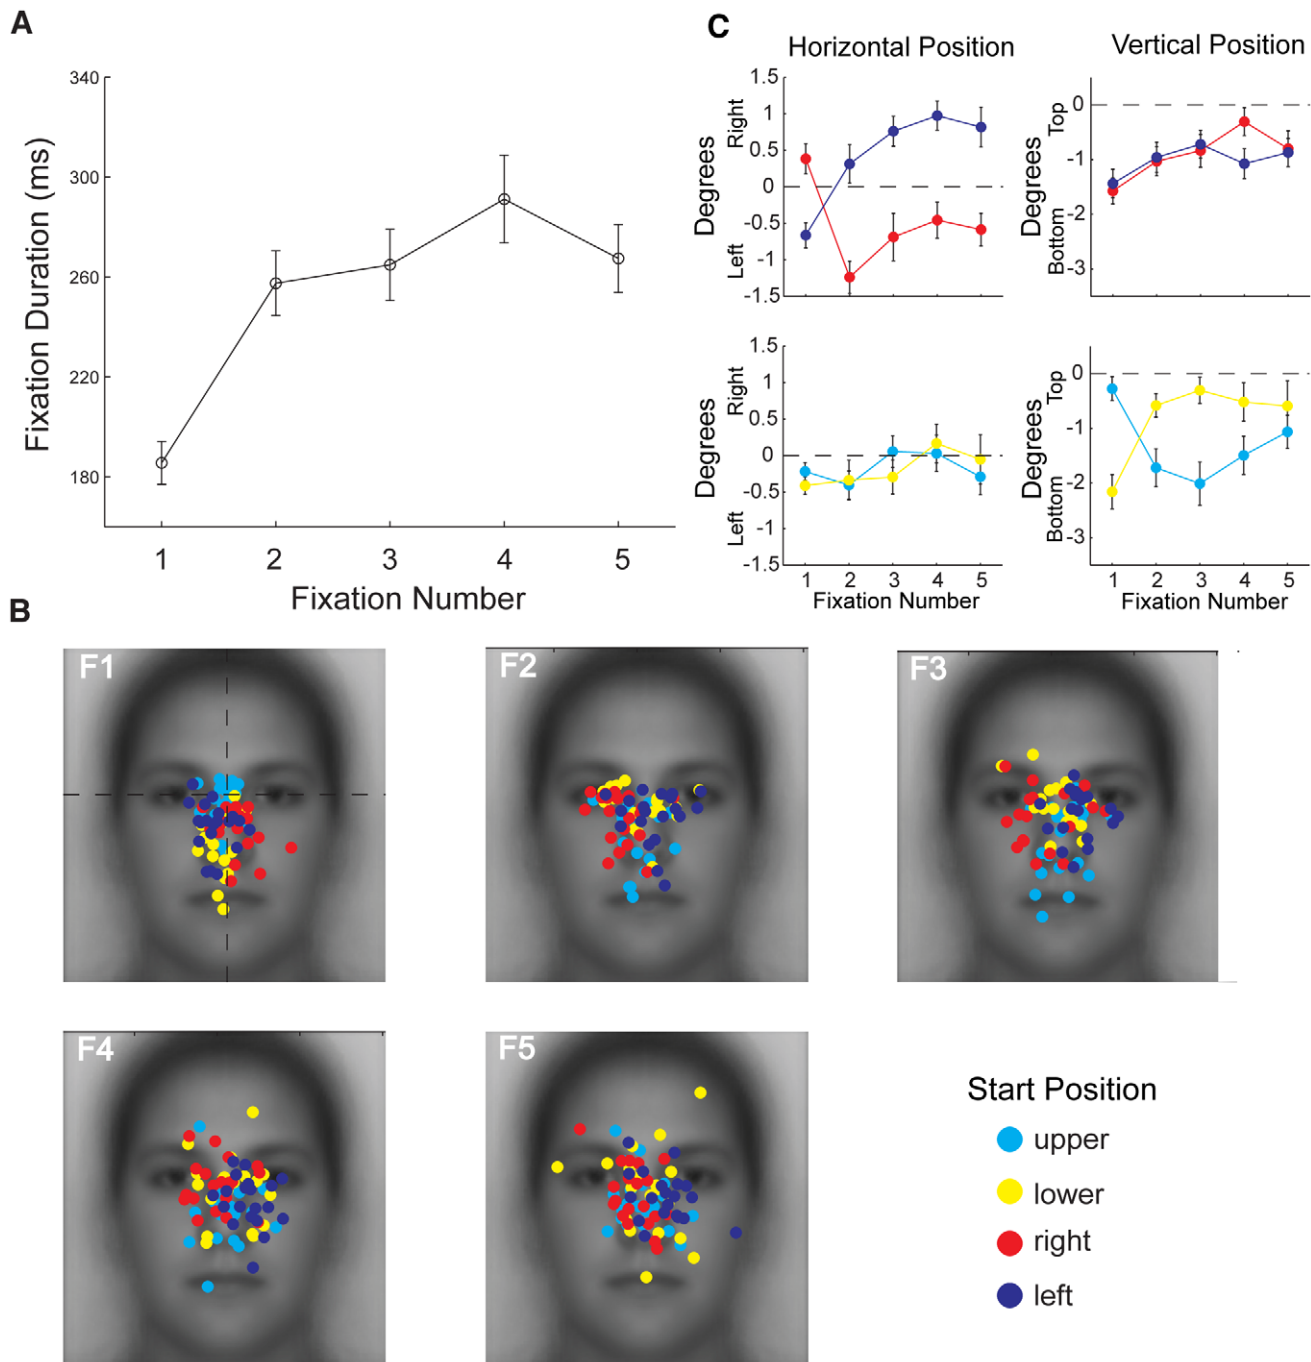 A
Fixation Duration (ms)
340
300
260
220
180
1 2 3 4 5
Fixation Number
C
Horizontal Position
Degrees
Left Right
1.5
1
0.5
0
-0.5
-1
-1.5
Vertical Position
Degrees
Bottom Top
0
-1
-2
-3
Degrees
Left Right
1.5
1
0.5
0
-0.5
-1
-1.5
1 2 3 4 5
Fixation Number
Degrees
Bottom Top
0
-1
-2
-3
1 2 3 4 5
Fixation Number
B
F1
F2
F3
F4
F5
Start Position
upper
lower
right
left